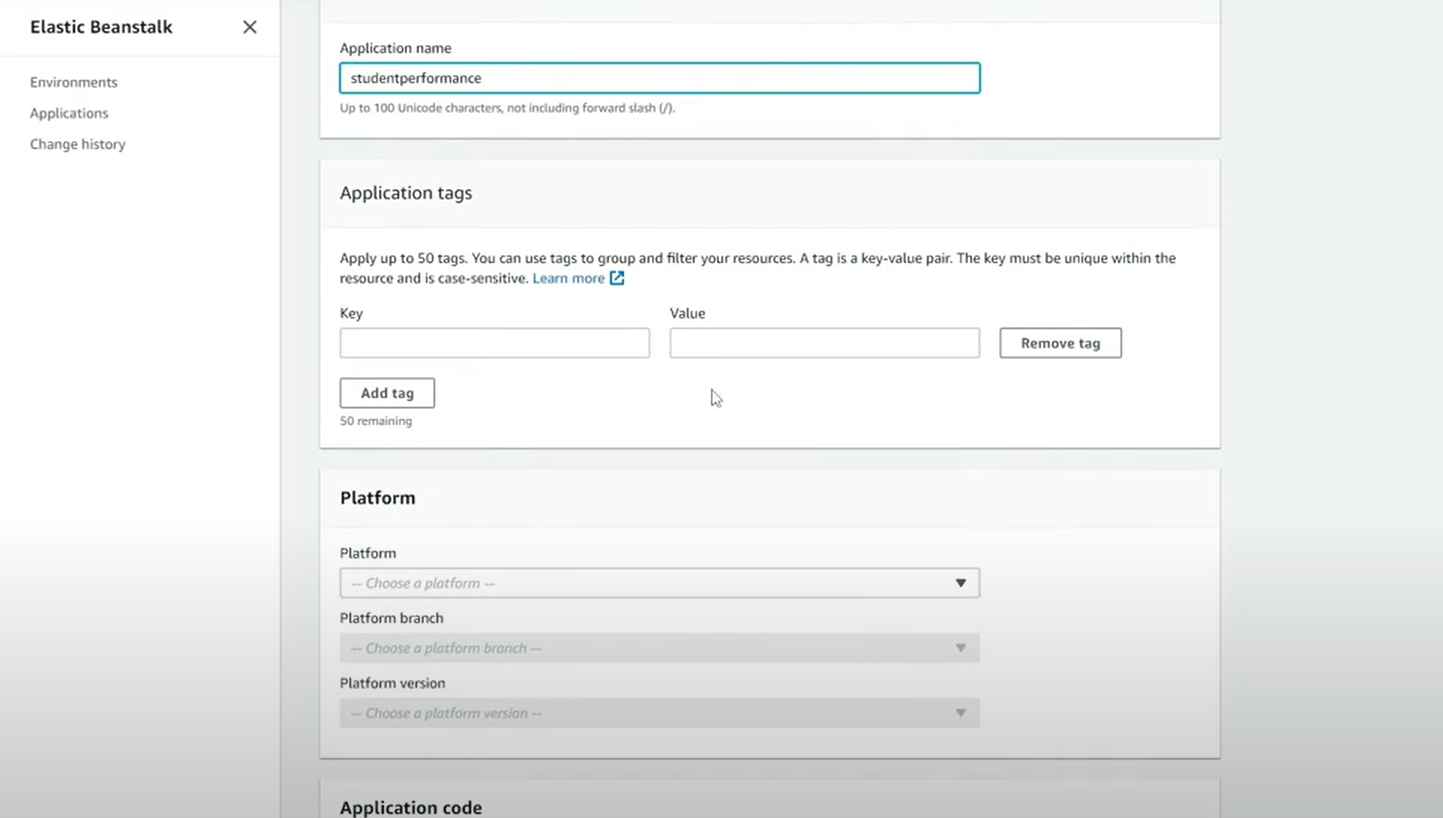 Elastic Beanstalk
Environments
Applications
Change history
Application name
studentperformance
Up to 100 Unicode characters, not including forward slash (/).
Application tags
Apply up to 50 tags. You can use tags to group and filter your resources. A tag is a key-value pair. The key must be unique within the
resource and is case-sensitive. Learn more
Key
Value
Remove tag
Add tag
50 remaining
Platform
Platform
-- Choose a platform --
Platform branch
-- Choose a platform branch --
Platform version
-- Choose a platform version --
Application code